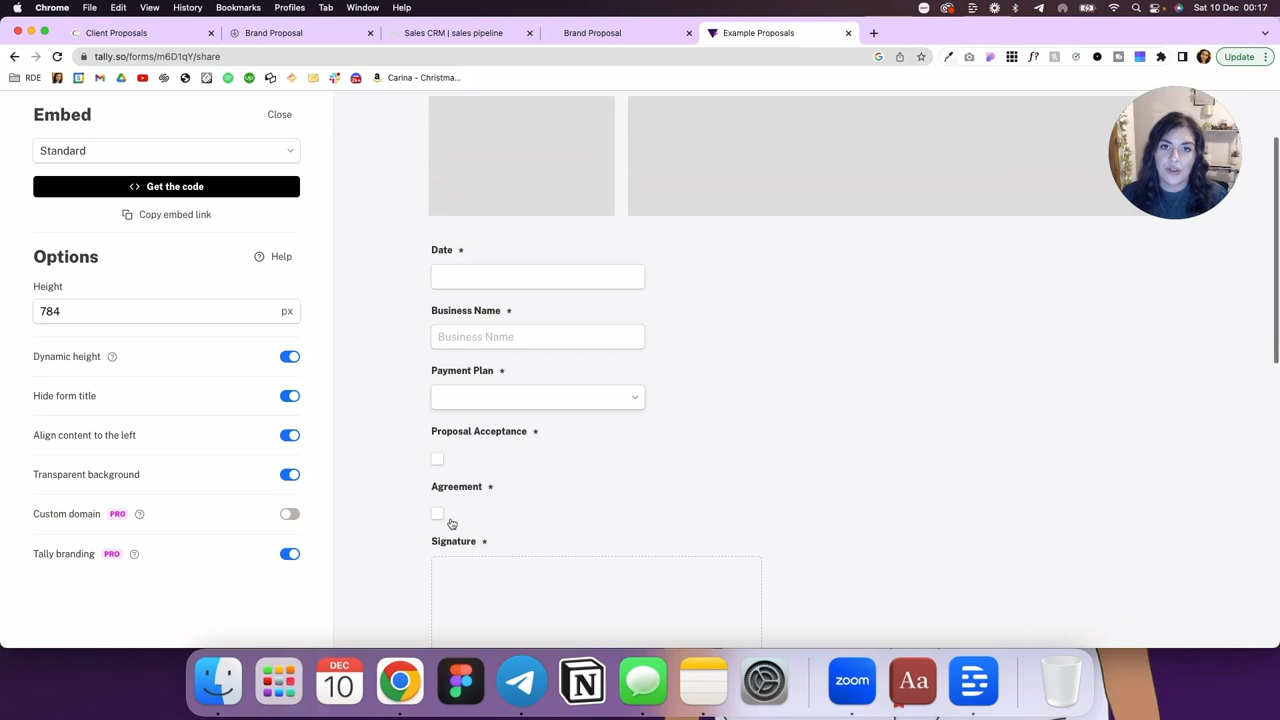 Chrome File Edit View History Bookmarks Profiles Tab Window Help Sat 10 Dec 00:17
Client Proposals
Brand Proposal
Sales CRM | sales pipeline
Brand Proposal
Example Proposals
tally.so/forms/m6D1qY/share
Update
RDE
Carina – Christma...
Embed
Close
Standard
Get the code
Copy embed link
Options
Help
Height
784 px
Dynamic height
Hide form title
Align content to the left
Transparent background
Custom domain PRO
Tally branding PRO
Date *
Business Name *
Business Name
Payment Plan *
Proposal Acceptance *
Agreement *
Signature *
DEC
10
zoom
Aa